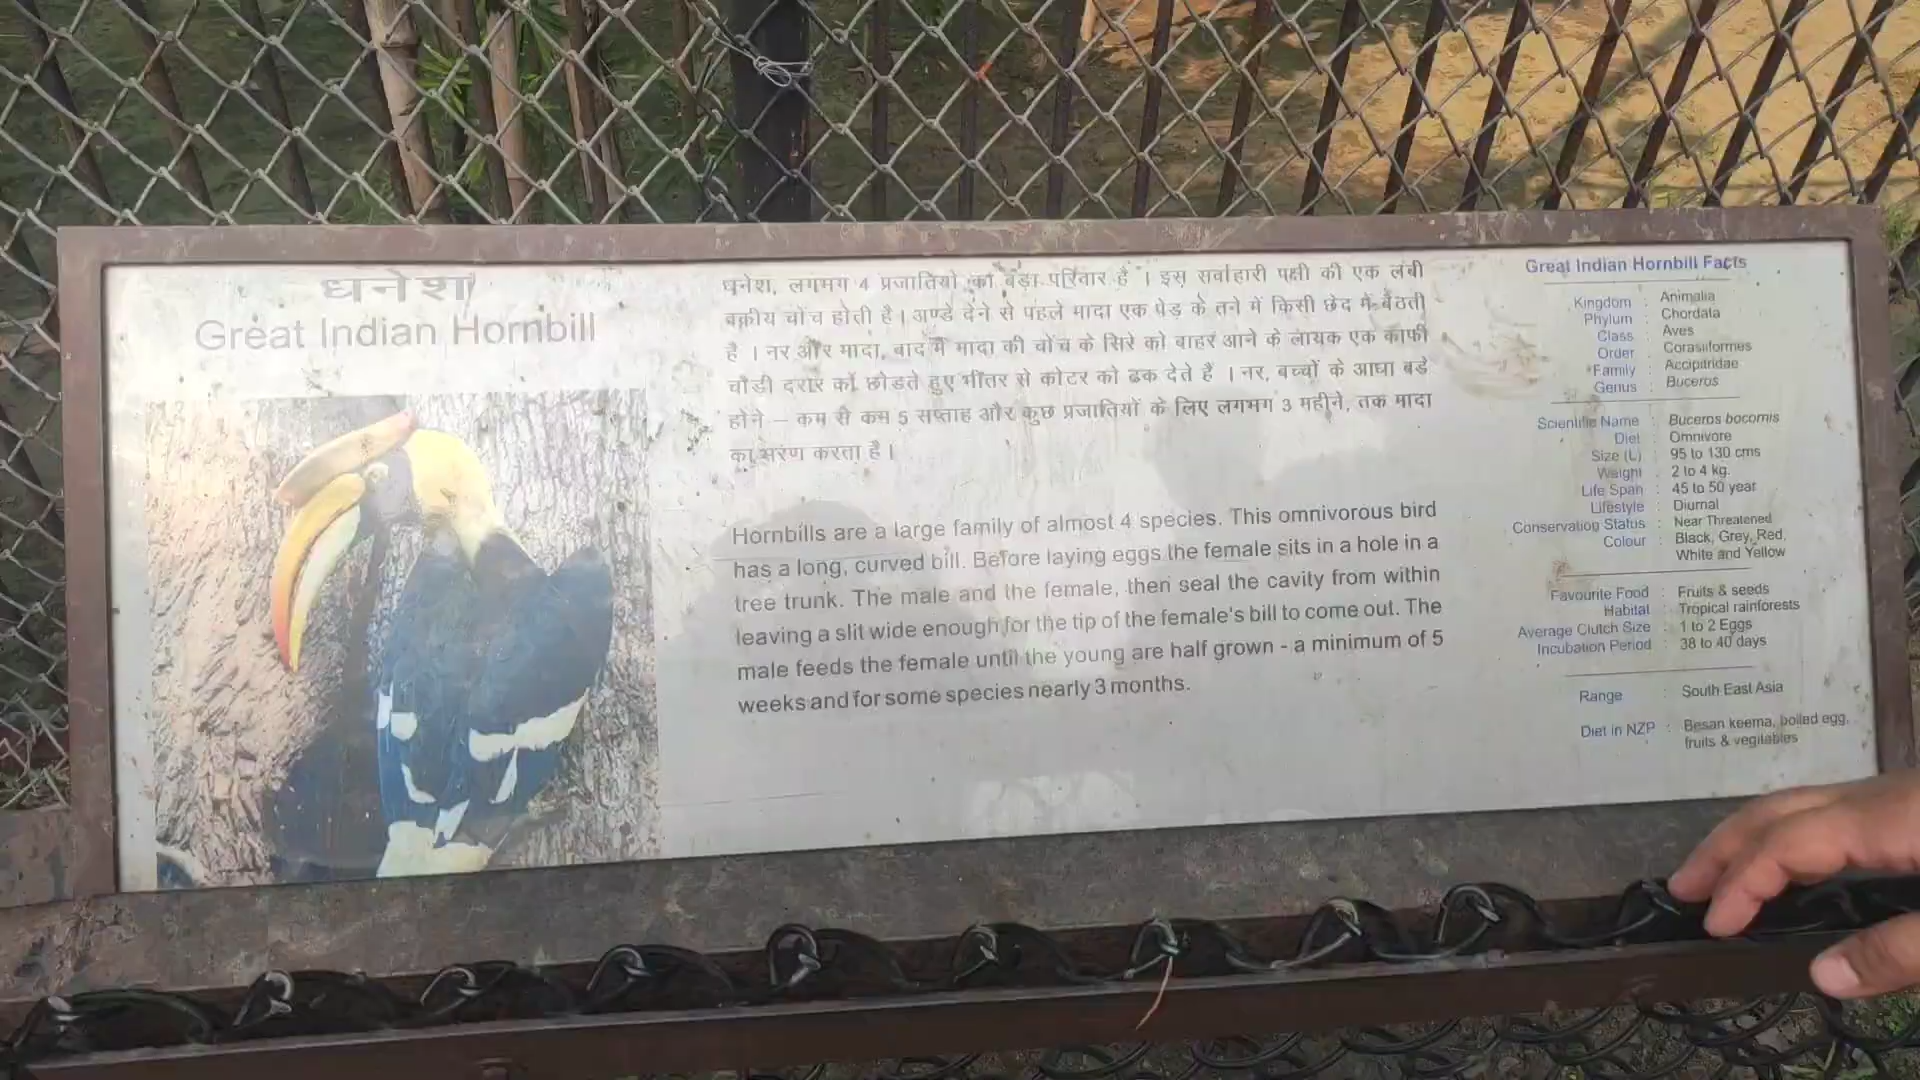 धनेश
Great Indian Hornbill
धनेश, लगभग 4 प्रजातियों का बड़ा परिवार है । इस सर्वाहारी पक्षी की एक लंबी
वक्रीय चोंच होती है । अण्डे देने से पहले मादा एक पेड़ के तने में किसी छेद में बैठती
है । नर और मादा, बाद में मादा की चोंच के सिरे को बाहर आने के लायक एक काफी
चौडी दरार को छोडते हुए भीतर से कोटर को ढक देते हैं । नर, बच्चों के आधा बडे
होने – कम से कम 5 सप्ताह और कुछ प्रजातियों के लिए लगभग 3 महीने, तक मादा
का भरण करता है ।
Hornbills are a large family of almost 4 species. This omnivorous bird
has a long, curved bill. Before laying eggs the female sits in a hole in a
tree trunk. The male and the female, then seal the cavity from within
leaving a slit wide enough for the tip of the female's bill to come out. The
male feeds the female until the young are half grown - a minimum of 5
weeks and for some species nearly 3 months.
Great Indian Hornbill Facts
Kingdom : Animalia
Phylum : Chordata
Class : Aves
Order : Corasiiformes
Family : Accipitridae
Genus : Buceros
Scientific Name : Buceros bocornis
Diet : Omnivore
Size (L) : 95 to 130 cms
Weight : 2 to 4 kg.
Life Span : 45 to 50 year
Lifestyle : Diurnal
Conservation Status : Near Threatened
Colour : Black, Grey, Red,
White and Yellow
Favourite Food : Fruits & seeds
Habitat : Tropical rainforests
Average Clutch Size : 1 to 2 Eggs
Incubation Period : 38 to 40 days
Range : South East Asia
Diet in NZP : Besan keema, boiled egg,
fruits & vegitables